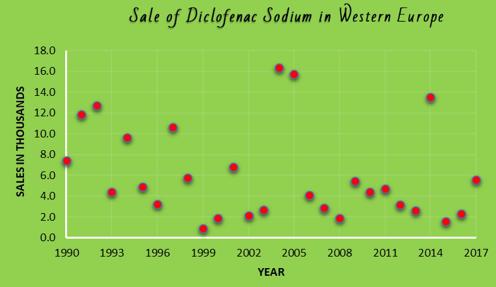 Sale of Diclofenac Sodium in Western Europe
SALES IN THOUSANDS
18.0
16.0
14.0
12.0
10.0
8.0
6.0
4.0
2.0
0.0
1990 1993 1996 1999 2002 2005 2008 2011 2014 2017
YEAR